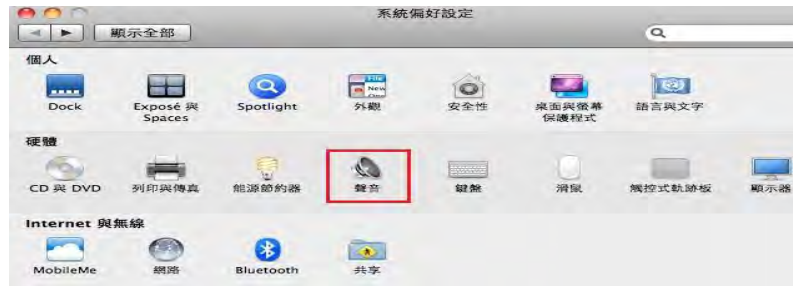 系統偏好設定
顯示全部
個人
Dock
Exposé 與
Spaces
Spotlight
File
New
外觀
安全性
桌面與螢幕
保護程式
語言與文字
硬體
CD 與 DVD
列印與傳真
能源節約器
聲音
鍵盤
滑鼠
觸控式軌跡板
顯示器
Internet 與無線
MobileMe
網路
Bluetooth
共享